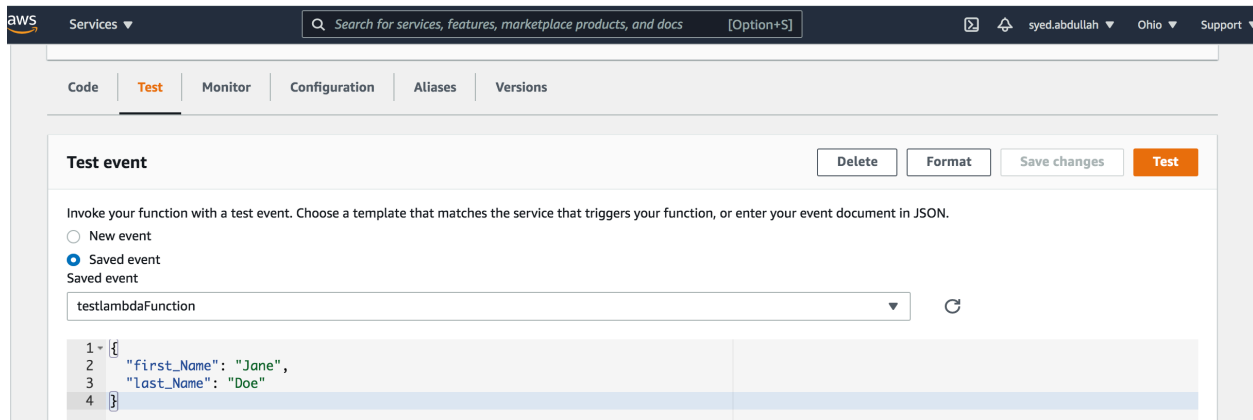 aws Services ▼ Search for services, features, marketplace products, and docs [Option+S] syed.abdullah ▼ Ohio ▼ Support
Code Test Monitor Configuration Aliases Versions
Test event Delete Format Save changes Test
Invoke your function with a test event. Choose a template that matches the service that triggers your function, or enter your event document in JSON.
New event
Saved event
Saved event
testlambdaFunction
1 {
2 "first_Name": "Jane",
3 "last_Name": "Doe"
4 }